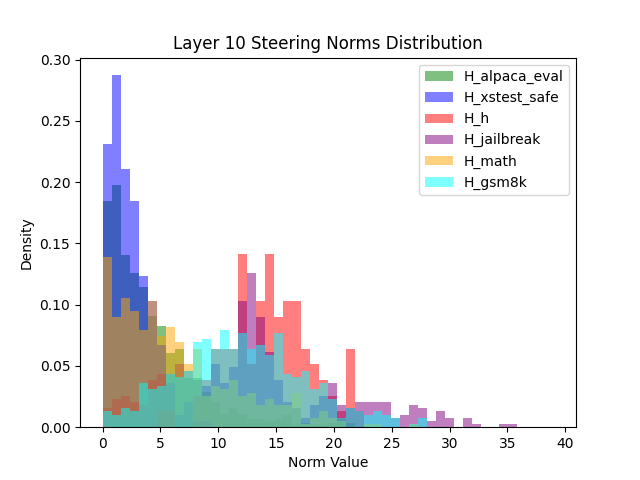 Layer 10 Steering Norms Distribution
H_alpaca_eval
H_xstest_safe
H_h
H_jailbreak
H_math
H_gsm8k
0.30
0.25
0.20
0.15
0.10
0.05
0.00
Density
0 5 10 15 20 25 30 35 40
Norm Value